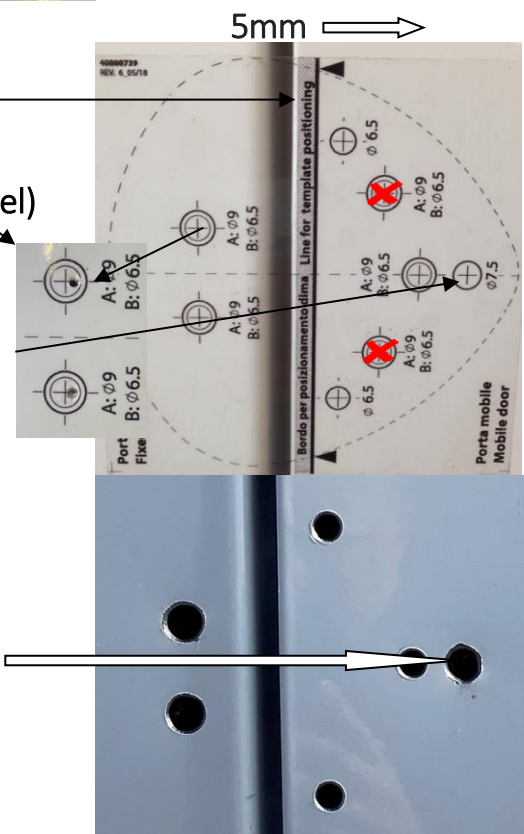 5mm
40000739
REV. 6_05/18
el)
Bordo per posizionamento dima Line for template positioning
Ø 6.5
A: Ø9
B: Ø6.5
A: Ø9
B: Ø6.5
A: Ø9
B: Ø6.5
Ø7.5
A: Ø9
B: Ø6.5
A: Ø9
B: Ø6.5
Ø 6.5
A: Ø9
B: Ø6.5
A: Ø9
B: Ø6.5
Port
Fixe
Porta mobile
Mobile door